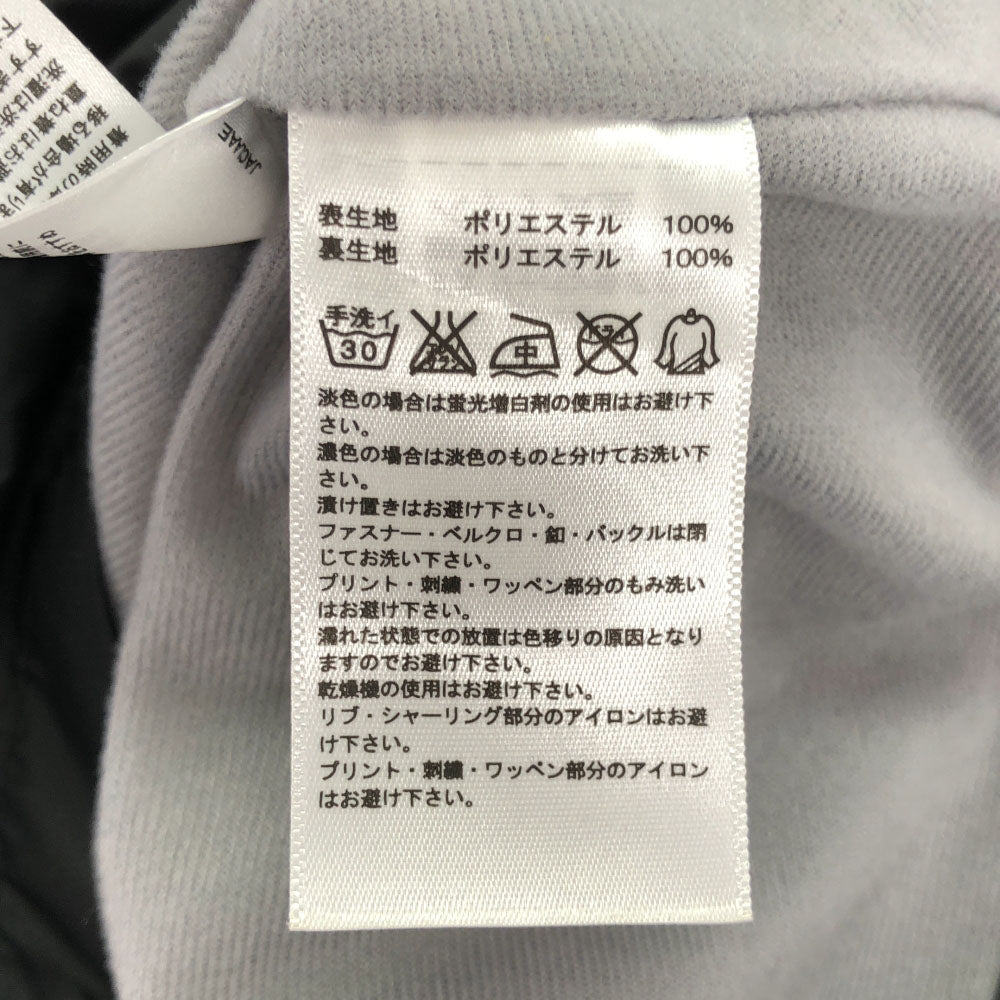 表生地 ポリエステル 100%
裏生地 ポリエステル 100%
手洗イ
30
中
淡色の場合は蛍光増白剤の使用はお避け下
さい。
濃色の場合は淡色のものと分けてお洗い下
さい。
漬け置きはお避け下さい。
ファスナー・ベルクロ・釦・バックルは閉
じてお洗い下さい。
プリント・刺繍・ワッペン部分のもみ洗い
はお避け下さい。
濡れた状態での放置は色移りの原因となり
ますのでお避け下さい。
乾燥機の使用はお避け下さい。
リブ・シャーリング部分のアイロンはお避
け下さい。
プリント・刺繍・ワッペン部分のアイロン
はお避け下さい。